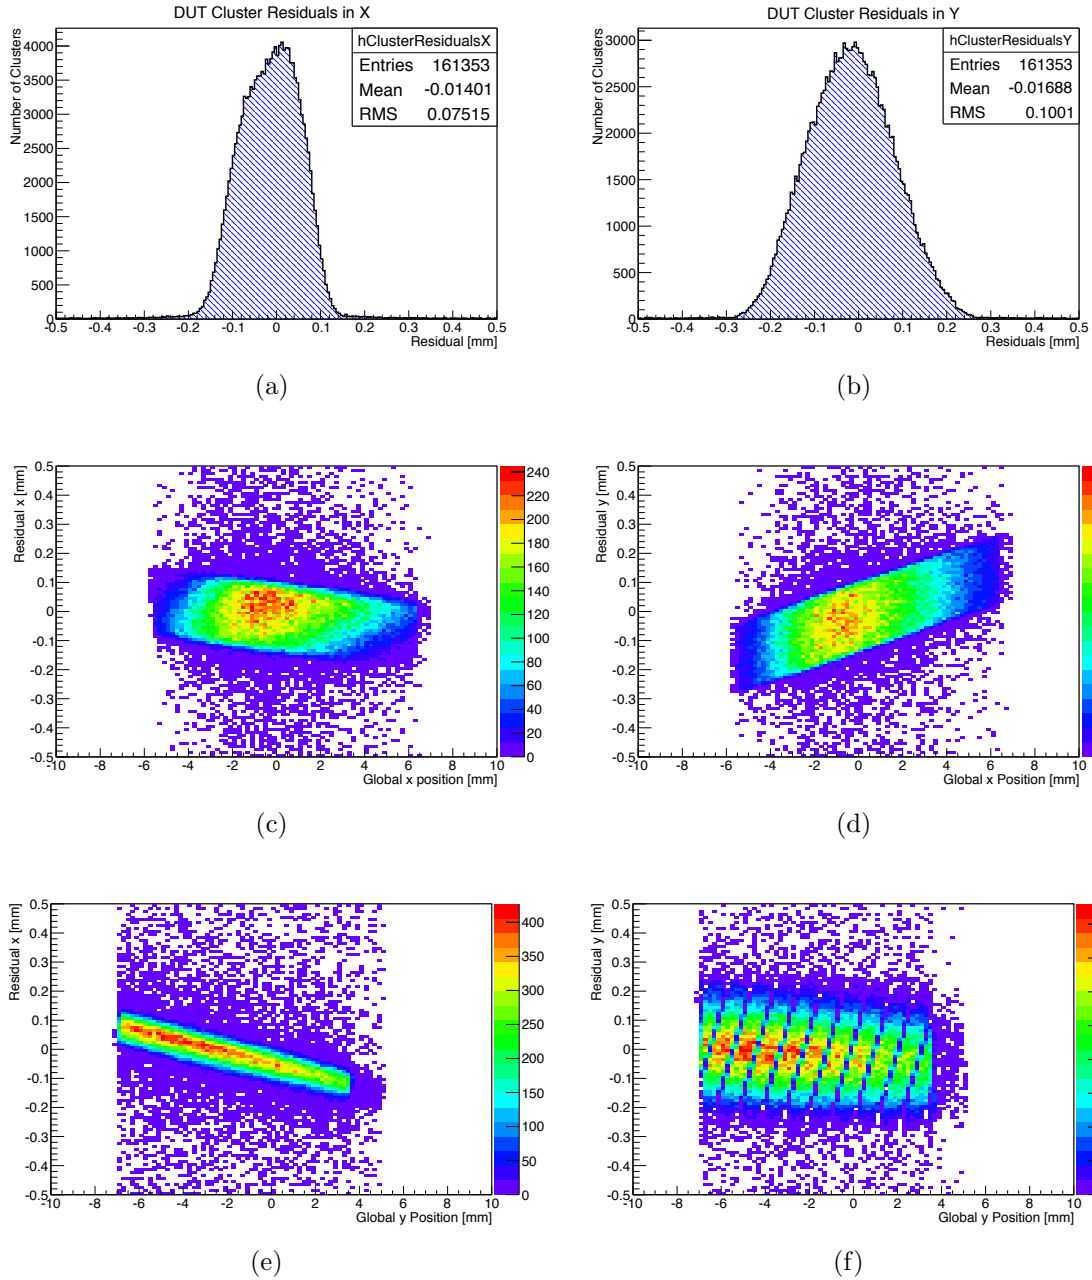 DUT Cluster Residuals in X
Number of Clusters
4000
3500
3000
2500
2000
1500
1000
500
0
hClusterResidualsX
Entries 161353
Mean -0.01401
RMS 0.07515
-0.5 -0.4 -0.3 -0.2 -0.1 0 0.1 0.2 0.3 0.4 0.5
Residual [mm]
(a)
DUT Cluster Residuals in Y
Number of Clusters
3000
2500
2000
1500
1000
500
0
hClusterResidualsY
Entries 161353
Mean -0.01688
RMS 0.1001
-0.5 -0.4 -0.3 -0.2 -0.1 0 0.1 0.2 0.3 0.4 0.5
Residuals [mm]
(b)
Residual x [mm]
0.5
0.4
0.3
0.2
0.1
0
-0.1
-0.2
-0.3
-0.4
-0.5
-10 -8 -6 -4 -2 0 2 4 6 8 10
Global x position [mm]
240
220
200
180
160
140
120
100
80
60
40
20
0
(c)
Residual y [mm]
0.5
0.4
0.3
0.2
0.1
0
-0.1
-0.2
-0.3
-0.4
-0.5
-10 -8 -6 -4 -2 0 2 4 6 8 10
Global x Position [mm]
(d)
Residual x [mm]
0.5
0.4
0.3
0.2
0.1
0
-0.1
-0.2
-0.3
-0.4
-0.5
-10 -8 -6 -4 -2 0 2 4 6 8 10
Global y Position [mm]
400
350
300
250
200
150
100
50
0
(e)
Residual y [mm]
0.5
0.4
0.3
0.2
0.1
0
-0.1
-0.2
-0.3
-0.4
-0.5
-10 -8 -6 -4 -2 0 2 4 6 8 10
Global y Position [mm]
(f)